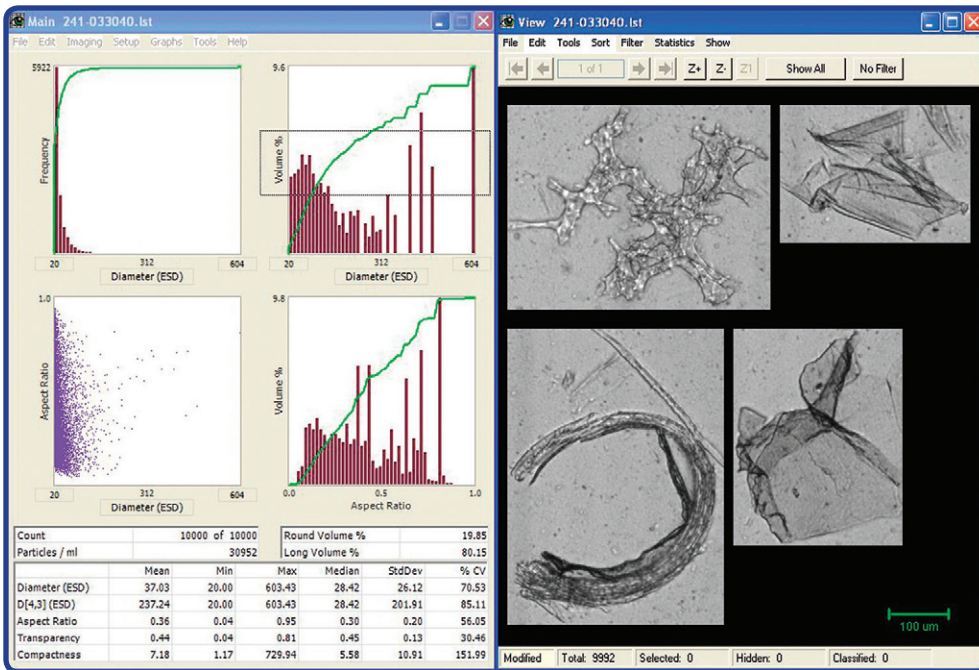 Main 241-033040.lst
File Edit Imaging Setup Graphs Tools Help
5922
Frequency
20 312 604
Diameter (ESD)
9.6
Volume %
20 312 604
Diameter (ESD)
1.0
Aspect Ratio
20 312 604
Diameter (ESD)
9.8
Volume %
0.0 0.5 1.0
Aspect Ratio
Count 10000 of 10000
Particles / ml 30952
Round Volume % 19.85
Long Volume % 80.15
Mean Min Max Median StdDev % CV
Diameter (ESD) 37.03 20.00 603.43 28.42 26.12 70.53
D[4,3] (ESD) 237.24 20.00 603.43 28.42 201.91 85.11
Aspect Ratio 0.36 0.04 0.95 0.30 0.20 56.05
Transparency 0.44 0.04 0.81 0.45 0.13 30.46
Compactness 7.18 1.17 729.94 5.58 10.91 151.99
View 241-033040.lst
File Edit Tools Sort Filter Statistics Show
1 of 1 Z+ Z- Z1 Show All No Filter
100 um
Modified Total: 9992 Selected: 0 Hidden: 0 Classified: 0